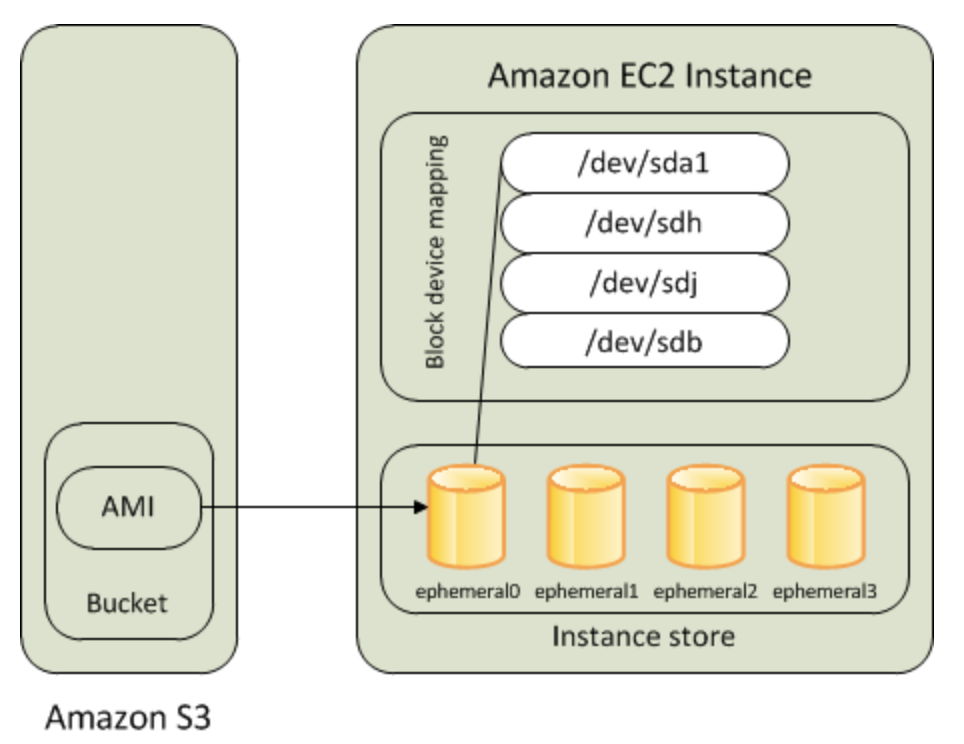 Amazon EC2 Instance
Block device mapping
/dev/sda1
/dev/sdh
/dev/sdj
/dev/sdb
AMI
Bucket
ephemeral0 ephemeral1 ephemeral2 ephemeral3
Instance store
Amazon S3